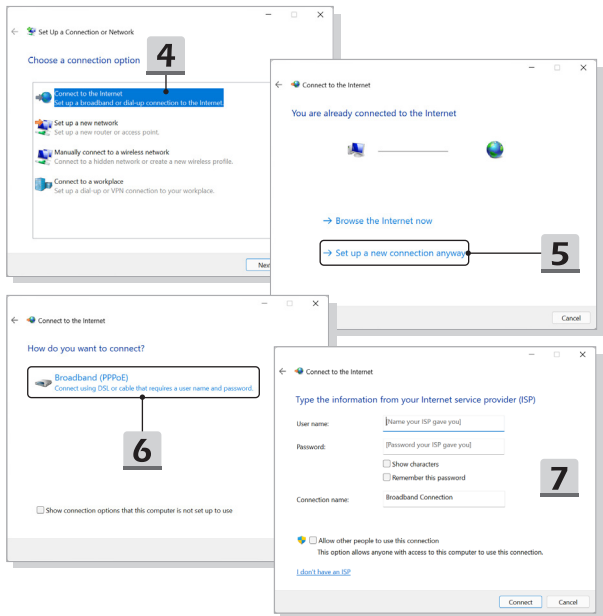 Set Up a Connection or Network
Choose a connection option
4
Connect to the Internet
Set up a broadband or dial-up connection to the Internet.
Set up a new network
Set up a new router or access point.
Manually connect to a wireless network
Connect to a hidden network or create a new wireless profile.
Connect to a workplace
Set up a dial-up or VPN connection to your workplace.
Nex
Connect to the Internet
You are already connected to the Internet
→ Browse the Internet now
→ Set up a new connection anyway
5
Cancel
Connect to the Internet
How do you want to connect?
Broadband (PPPoE)
Connect using DSL or cable that requires a user name and password.
6
Show connection options that this computer is not set up to use
Connect to the Internet
Type the information from your Internet service provider (ISP)
User name: [Name your ISP gave you]
Password: [Password your ISP gave you]
Show characters
Remember this password
7
Connection name: Broadband Connection
Allow other people to use this connection
This option allows anyone with access to this computer to use this connection.
I don't have an ISP
Connect Cancel